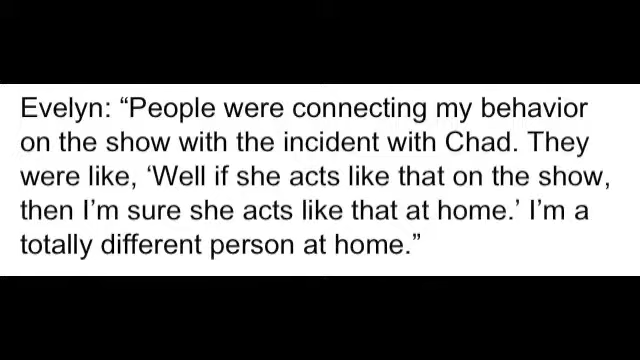 Evelyn: “People were connecting my behavior
on the show with the incident with Chad. They
were like, ‘Well if she acts like that on the show,
then I’m sure she acts like that at home.’ I’m a
totally different person at home.”